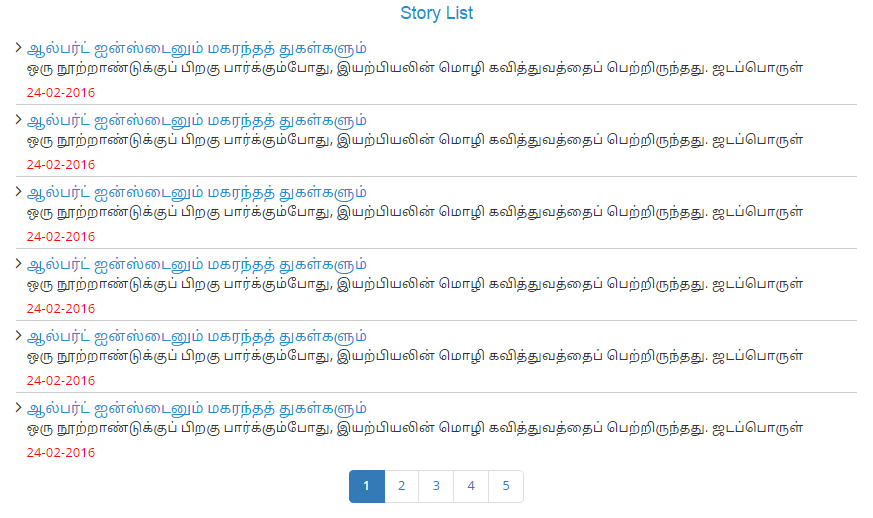 Story List
ஆல்பர்ட் ஐன்ஸ்டைனும் மகரந்தத் துகள்களும்
ஒரு நூற்றாண்டுக்குப் பிறகு பார்க்கும்போது, இயற்பியலின் மொழி கவித்துவத்தைப் பெற்றிருந்தது. ஜடப்பொருள்
24-02-2016
ஆல்பர்ட் ஐன்ஸ்டைனும் மகரந்தத் துகள்களும்
ஒரு நூற்றாண்டுக்குப் பிறகு பார்க்கும்போது, இயற்பியலின் மொழி கவித்துவத்தைப் பெற்றிருந்தது. ஜடப்பொருள்
24-02-2016
ஆல்பர்ட் ஐன்ஸ்டைனும் மகரந்தத் துகள்களும்
ஒரு நூற்றாண்டுக்குப் பிறகு பார்க்கும்போது, இயற்பியலின் மொழி கவித்துவத்தைப் பெற்றிருந்தது. ஜடப்பொருள்
24-02-2016
ஆல்பர்ட் ஐன்ஸ்டைனும் மகரந்தத் துகள்களும்
ஒரு நூற்றாண்டுக்குப் பிறகு பார்க்கும்போது, இயற்பியலின் மொழி கவித்துவத்தைப் பெற்றிருந்தது. ஜடப்பொருள்
24-02-2016
ஆல்பர்ட் ஐன்ஸ்டைனும் மகரந்தத் துகள்களும்
ஒரு நூற்றாண்டுக்குப் பிறகு பார்க்கும்போது, இயற்பியலின் மொழி கவித்துவத்தைப் பெற்றிருந்தது. ஜடப்பொருள்
24-02-2016
ஆல்பர்ட் ஐன்ஸ்டைனும் மகரந்தத் துகள்களும்
ஒரு நூற்றாண்டுக்குப் பிறகு பார்க்கும்போது, இயற்பியலின் மொழி கவித்துவத்தைப் பெற்றிருந்தது. ஜடப்பொருள்
24-02-2016
1 2 3 4 5